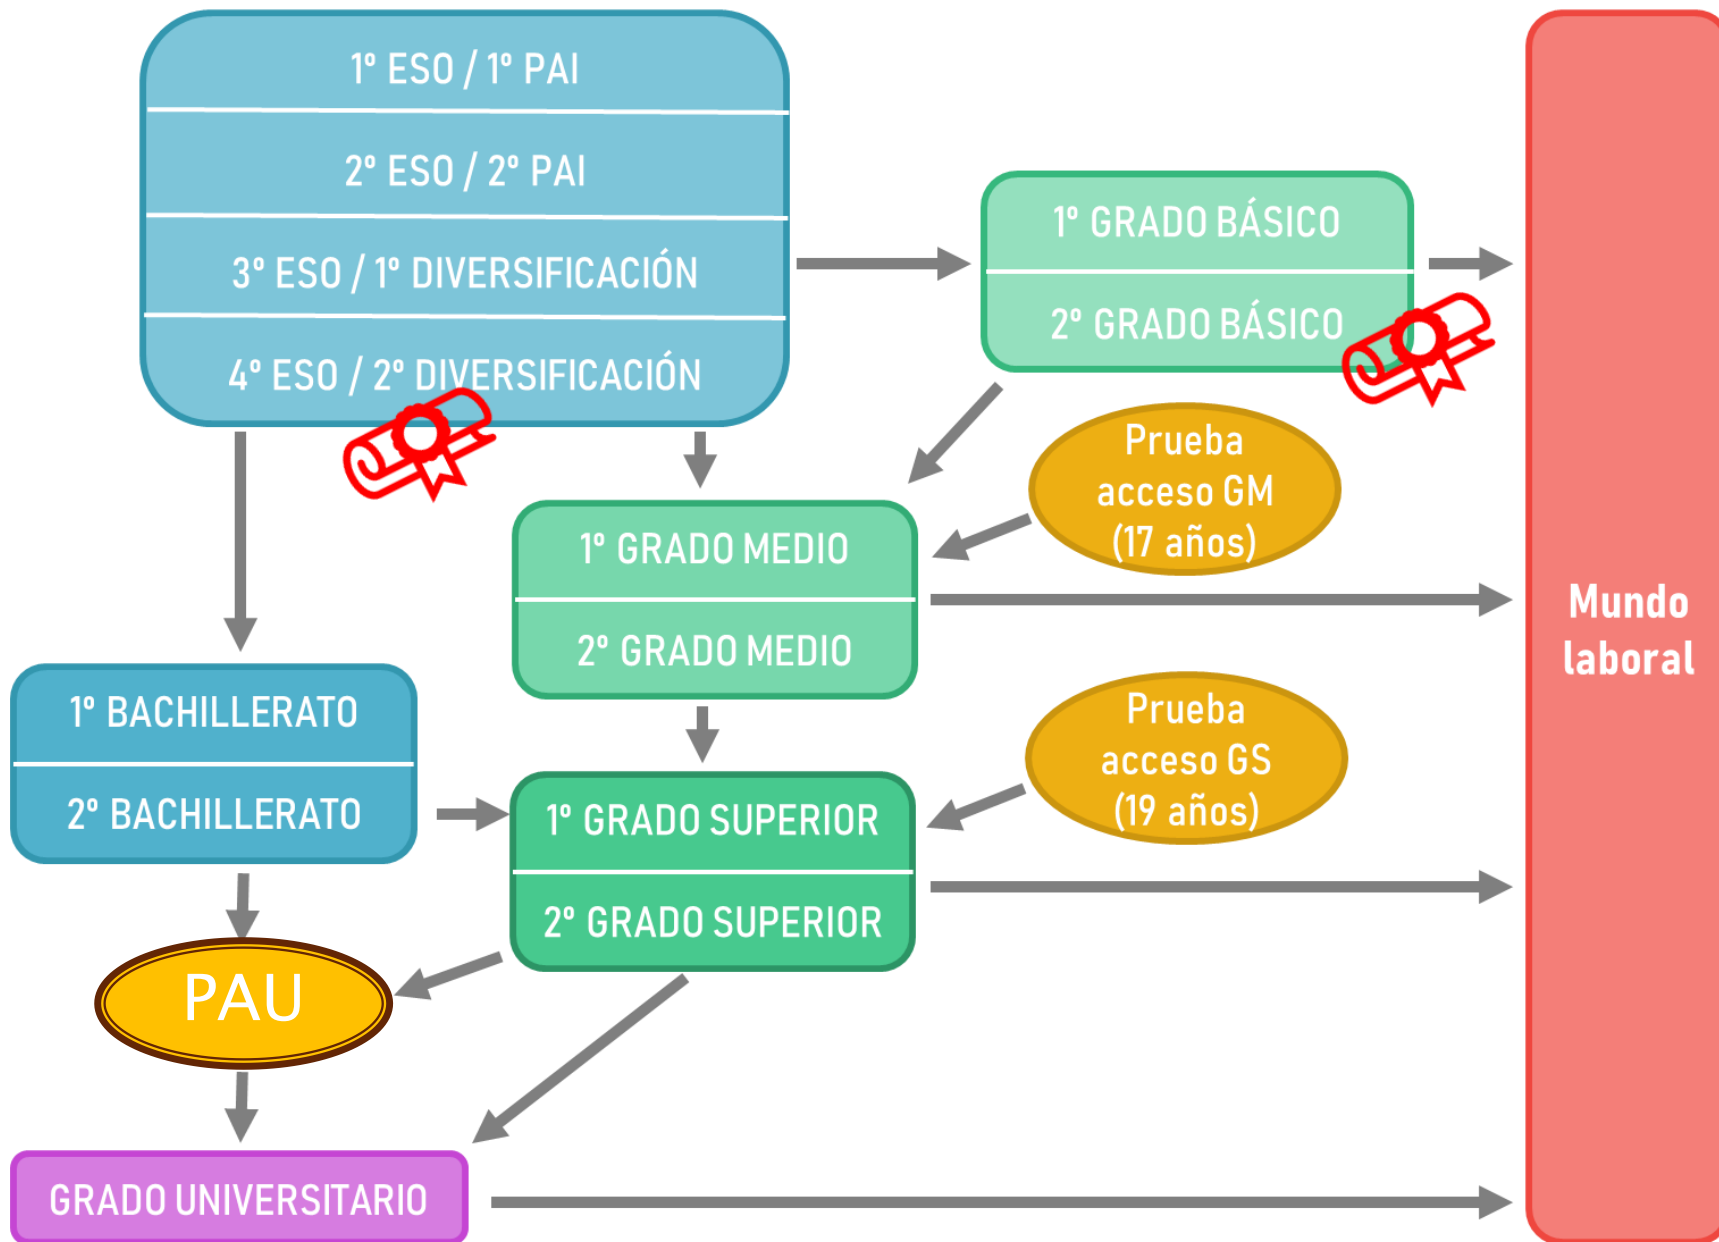 1º ESO / 1º PAI
2º ESO / 2º PAI
3º ESO / 1º DIVERSIFICACIÓN
4º ESO / 2º DIVERSIFICACIÓN
1º GRADO BÁSICO
2º GRADO BÁSICO
Prueba
acceso GM
(17 años)
1º GRADO MEDIO
2º GRADO MEDIO
Mundo
laboral
1º BACHILLERATO
2º BACHILLERATO
Prueba
acceso GS
(19 años)
1º GRADO SUPERIOR
2º GRADO SUPERIOR
PAU
GRADO UNIVERSITARIO